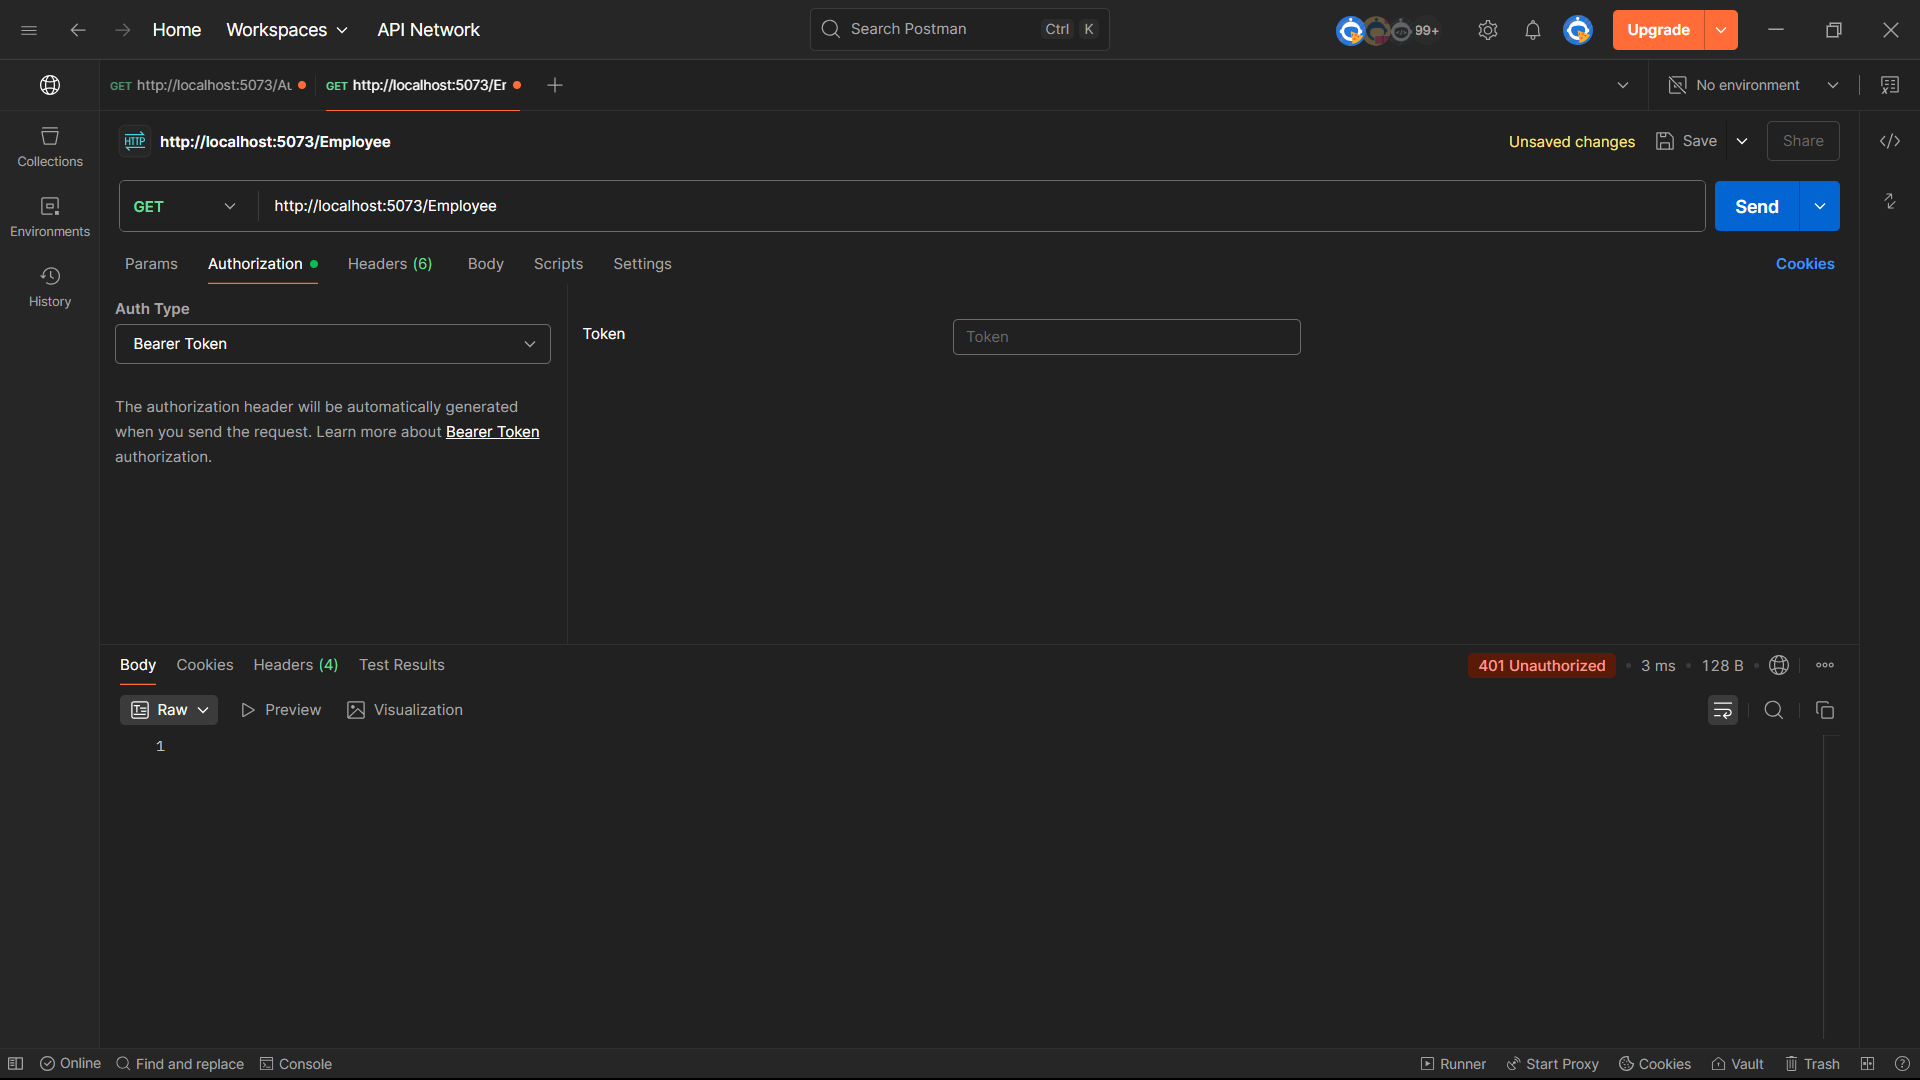 Home Workspaces API Network Search Postman Ctrl K 99+ Upgrade
GET http://localhost:5073/Au GET http://localhost:5073/Er No environment
HTTP http://localhost:5073/Employee Unsaved changes Save Share
GET http://localhost:5073/Employee Send
Collections
Environments
History
Params Authorization Headers (6) Body Scripts Settings Cookies
Auth Type
Bearer Token
Token Token
The authorization header will be automatically generated
when you send the request. Learn more about Bearer Token
authorization.
Body Cookies Headers (4) Test Results 401 Unauthorized 3 ms 128 B
Raw Preview Visualization
1
Online Find and replace Console Runner Start Proxy Cookies Vault Trash